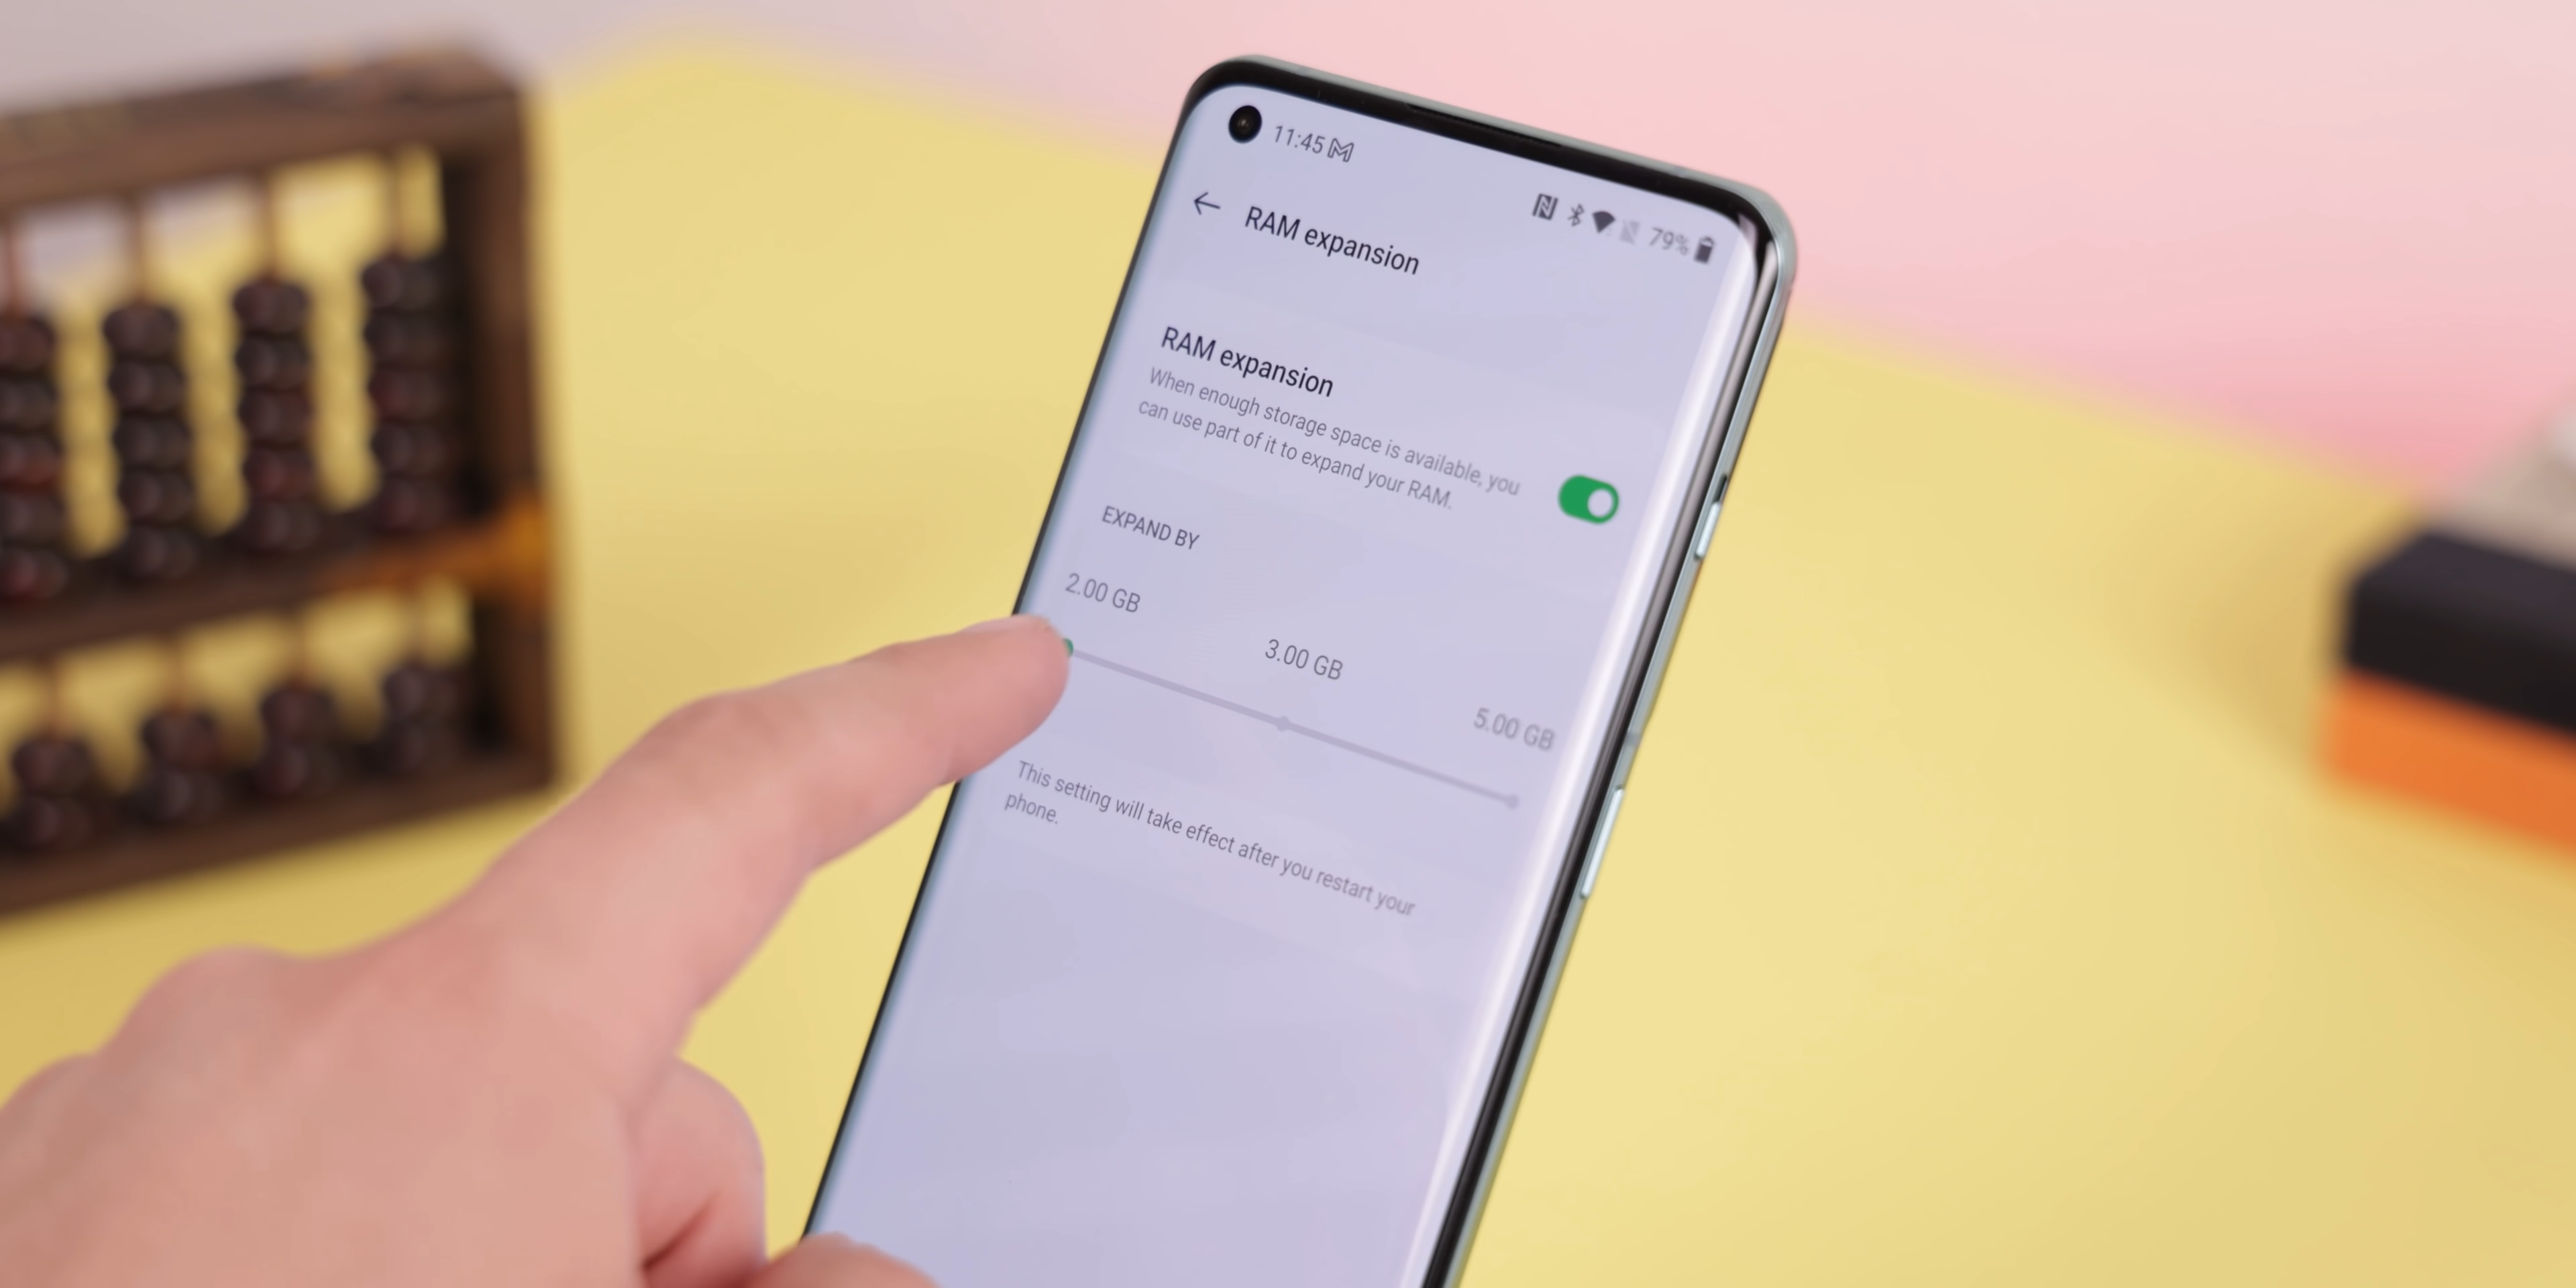 11:45
79%
RAM expansion
RAM expansion
When enough storage space is available, you
can use part of it to expand your RAM.
EXPAND BY
2.00 GB
3.00 GB
5.00 GB
This setting will take effect after you restart your
phone.